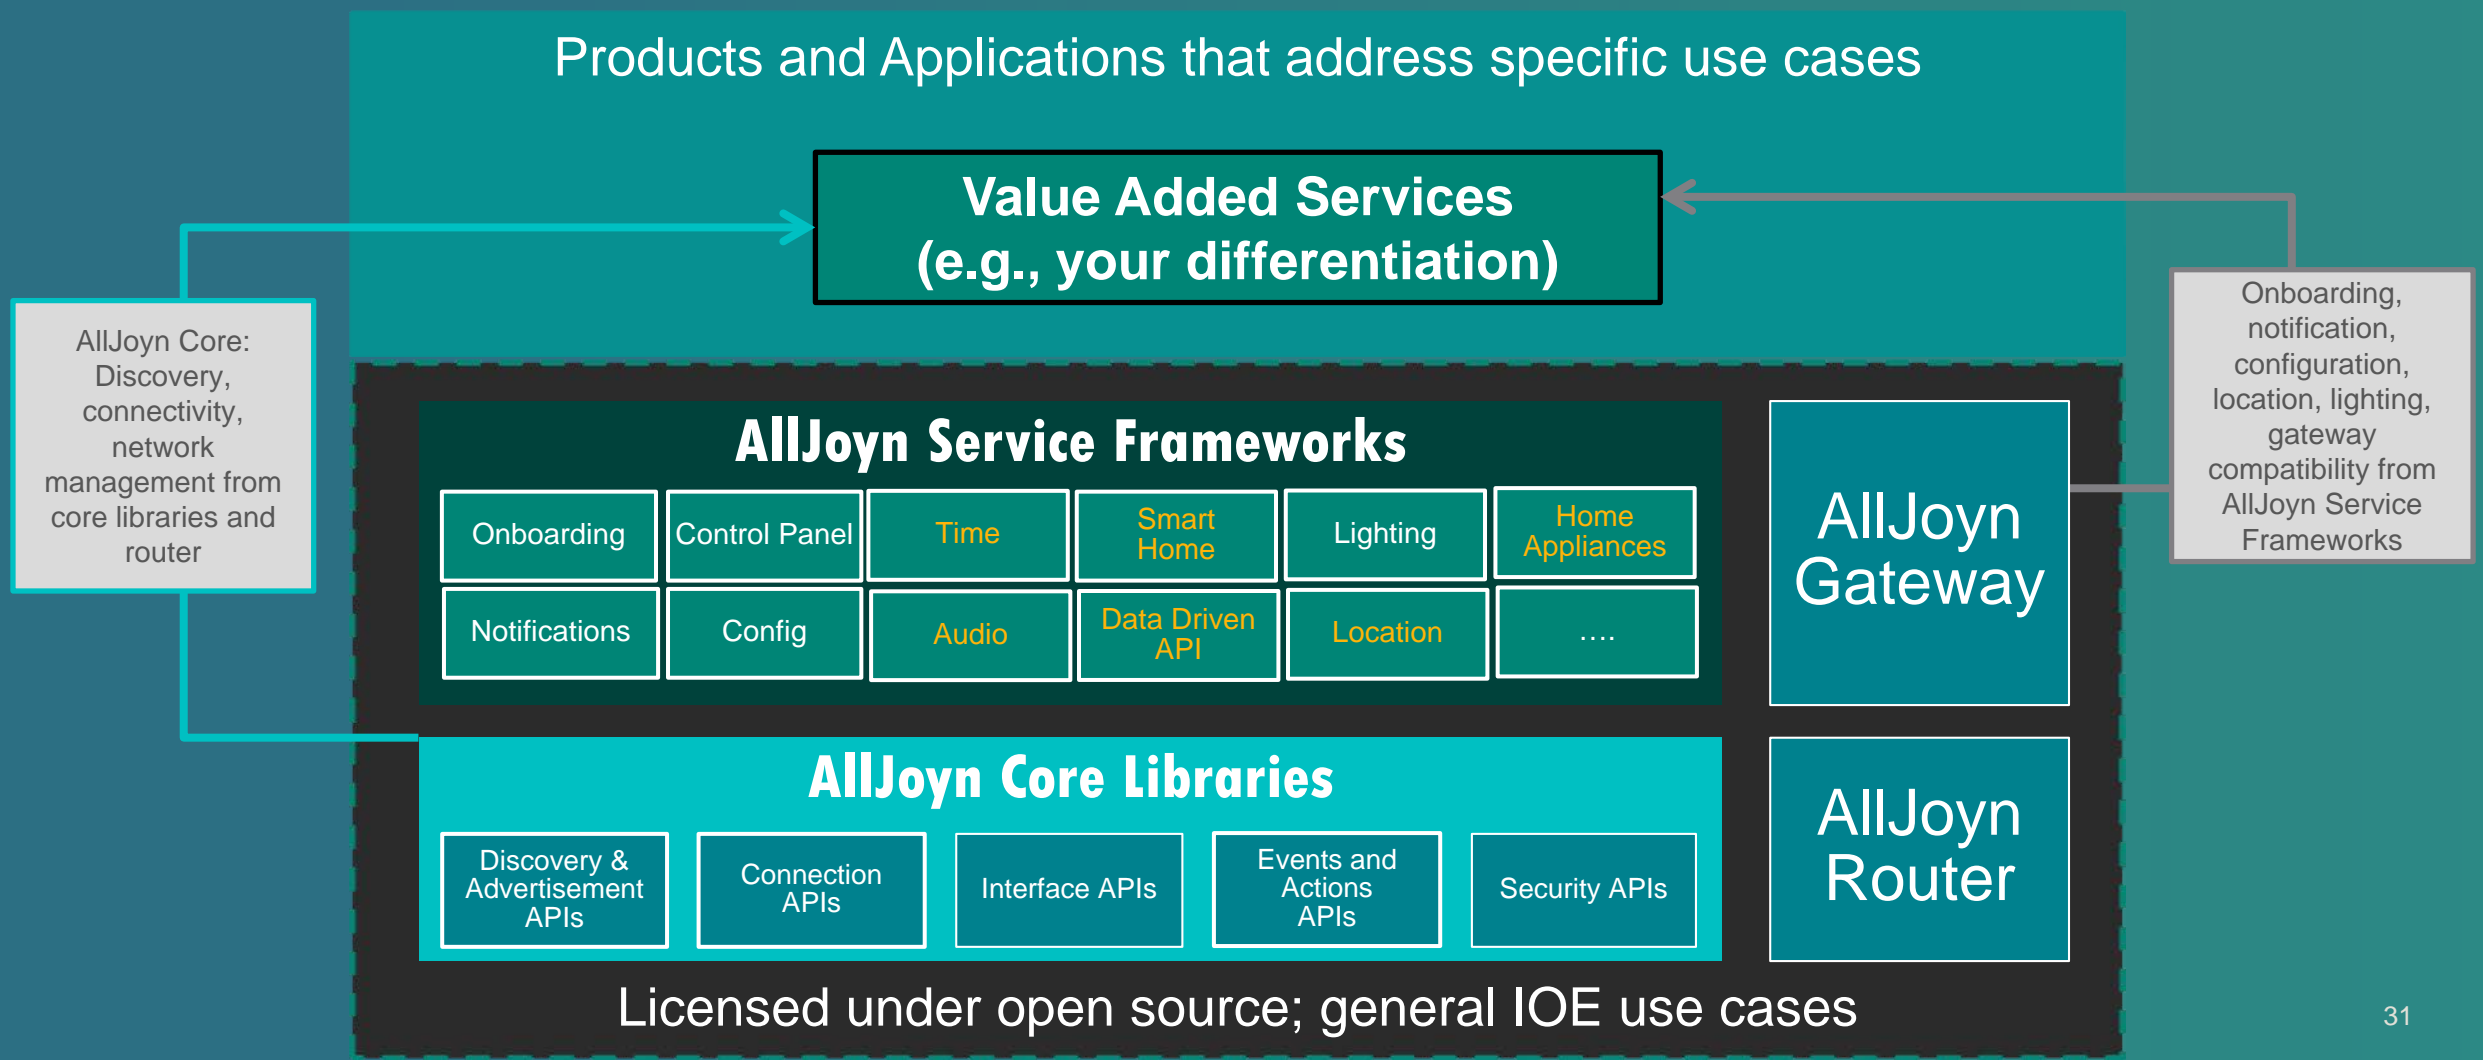 Products and Applications that address specific use cases
Value Added Services
(e.g., your differentiation)
AllJoyn Core:
Discovery,
connectivity,
network
management from
core libraries and
router
Onboarding,
notification,
configuration,
location, lighting,
gateway
compatibility from
AllJoyn Service
Frameworks
AllJoyn Service Frameworks
Onboarding
Control Panel
Time
Smart
Home
Lighting
Home
Appliances
Notifications
Config
Audio
Data Driven
API
Location
....
AllJoyn
Gateway
AllJoyn Core Libraries
Discovery &
Advertisement
APIs
Connection
APIs
Interface APIs
Events and
Actions
APIs
Security APIs
AllJoyn
Router
Licensed under open source; general IOE use cases
31